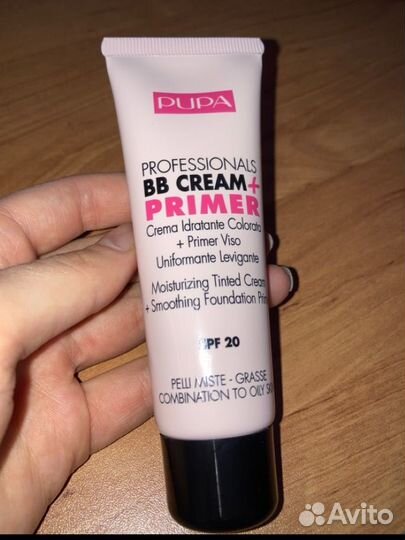 PUPA
PROFESSIONALS
BB CREAM+
PRIMER
Crema Idratante Colorata
+ Primer Viso
Uniformante Levigante
Moisturizing Tinted Cream
+ Smoothing Foundation
SPF 20
PELLI MISTE - GRASSE
COMBINATION TO OILY
Avito